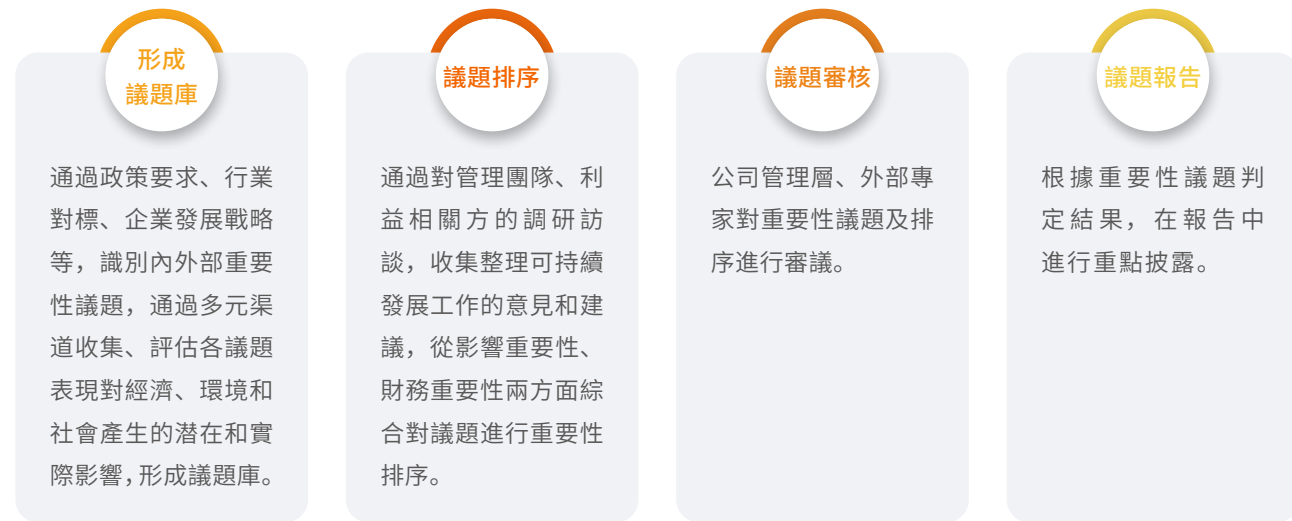 形成
議題庫
通過政策要求、行業
對標、企業發展戰略
等，識別內外部重要
性議題，通過多元渠
道收集、評估各議題
表現對經濟、環境和
社會產生的潛在和實
際影響，形成議題庫。
議題排序
通過對管理團隊、利
益相關方的調研訪
談，收集整理可持續
發展工作的意見和建
議，從影響重要性、
財務重要性兩方面綜
合對議題進行重要性
排序。
議題審核
公司管理層、外部專
家對重要性議題及排
序進行審議。
議題報告
根據重要性議題判
定結果，在報告中
進行重點披露。